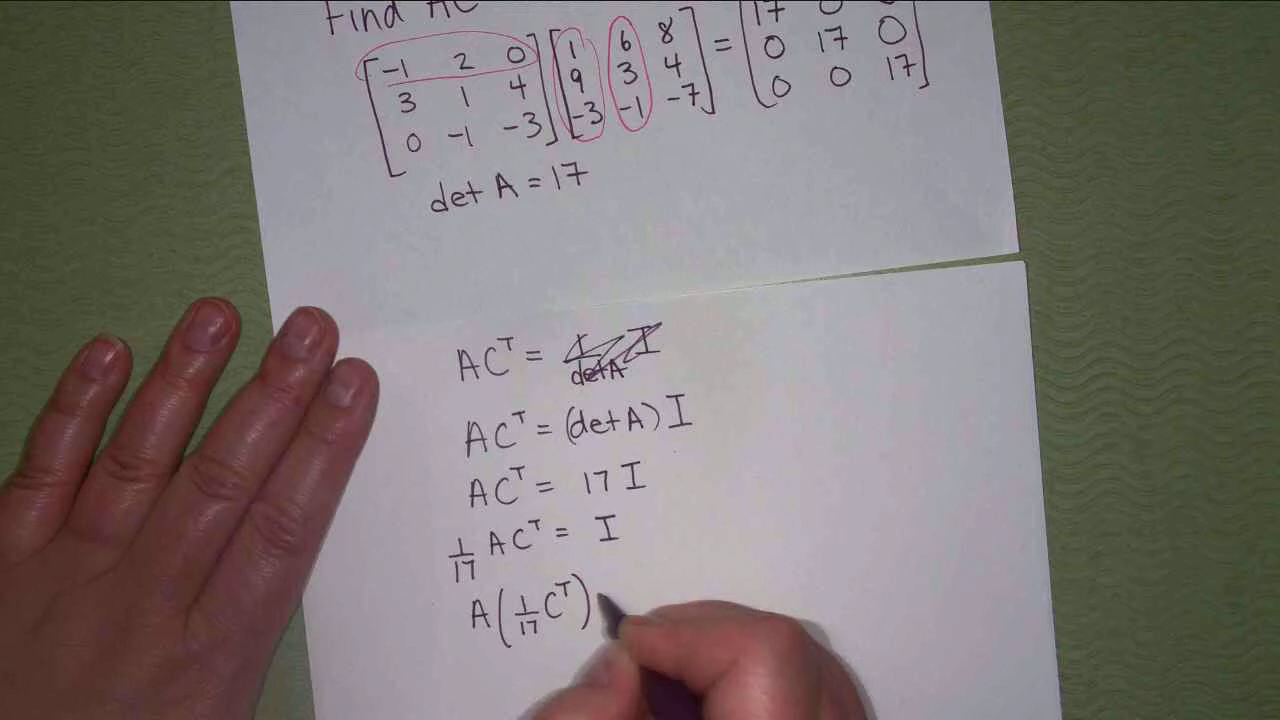 Find AC
[-1 2 0] [1 6 8] = [17 0
[3 1 4] [9 3 4] [0 17 0]
[0 -1 -3] [-3 -1 -7] [0 0 17]
det A = 17
AC^T = 1/detA I
AC^T = (det A) I
AC^T = 17 I
1/17 AC^T = I
A(1/17 C^T)